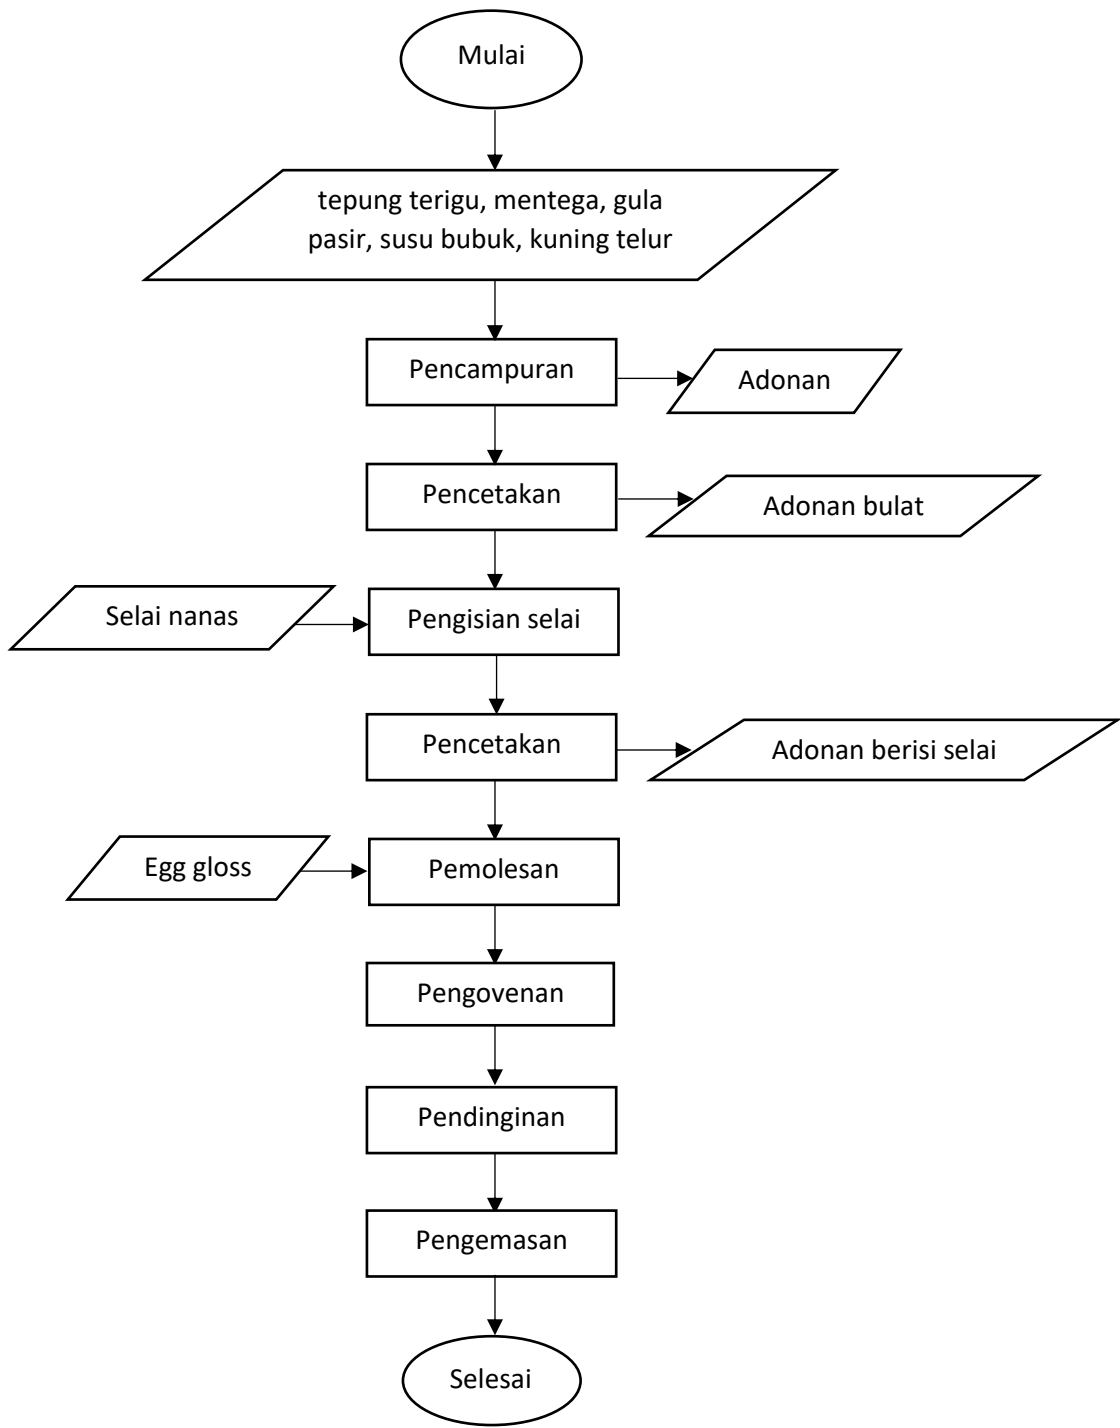 Mulai
tepung terigu, mentega, gula
pasir, susu bubuk, kuning telur
Pencampuran
Adonan
Pencetakan
Adonan bulat
Selai nanas
Pengisian selai
Pencetakan
Adonan berisi selai
Egg gloss
Pemolesan
Pengovenan
Pendinginan
Pengemasan
Selesai